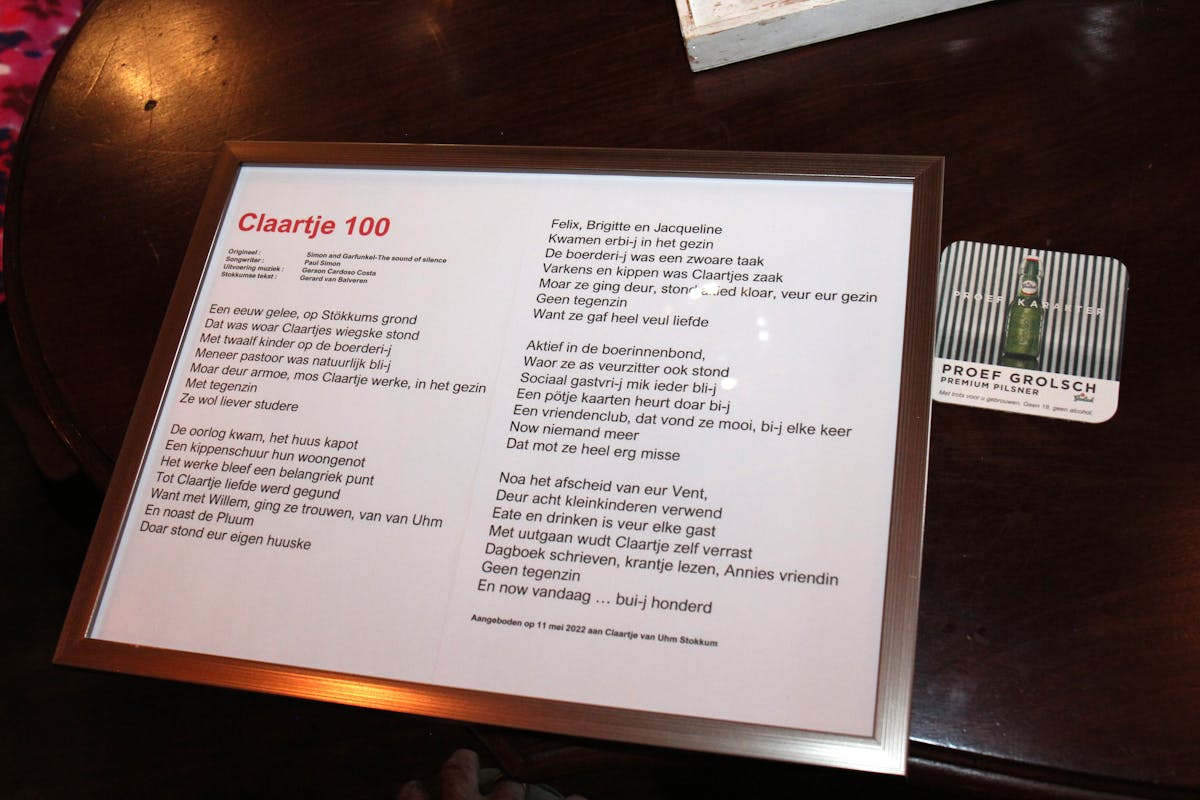 Claartje 100
Origineel : Simon and Garfunkel-The sound of silence
Songwriter : Paul Simon
Uitvoering muziek : Gerson Cardoso Costa
Stokkumse tekst : Gerard van Balveren
Een eeuw gelee, op Stökkums grond
Dat was woar Claartjes wiegske stond
Met twaalf kinder op de boerderi-j
Meneer pastoor was natuurlijk bli-j
Moar deur armoe, mos Claartje werke, in het gezin
Met tegenzin
Ze wol liever studere
De oorlog kwam, het huus kapot
Een kippenschuur hun woongenot
Het werke bleef een belangriek punt
Tot Claartje liefde werd gegund
Want met Willem, ging ze trouwen, van van Uhm
En noast de Pluum
Doar stond eur eigen huuske
Felix, Brigitte en Jacqueline
Kwamen erbi-j in het gezin
De boerderi-j was een zwoare taak
Varkens en kippen was Claartjes zaak
Moar ze ging deur, stond kloar, veur eur gezin
Geen tegenzin
Want ze gaf heel veul liefde
Aktief in de boerinnenbond,
Waor ze as veurzitter ook stond
Sociaal gastvri-j mik ieder bli-j
Een pötje kaarten heurt doar bi-j
Een vriendenclub, dat vond ze mooi, bi-j elke keer
Now niemand meer
Dat mot ze heel erg misse
Noa het afscheid van eur Vent,
Deur acht kleinkinderen verwend
Eate en drinken is veur elke gast
Met uutgaan wudt Claartje zelf verrast
Dagboek schrieven, krantje lezen, Annies vriendin
Geen tegenzin
En now vandaag … bui-j honderd
Aangeboden op 11 mei 2022 aan Claartje van Uhm Stokkum
PROEF KARAKTER
PROEF GROLSCH
PREMIUM PILSNER
Met trots voor u gebrouwen. Geen 18, geen alcohol.